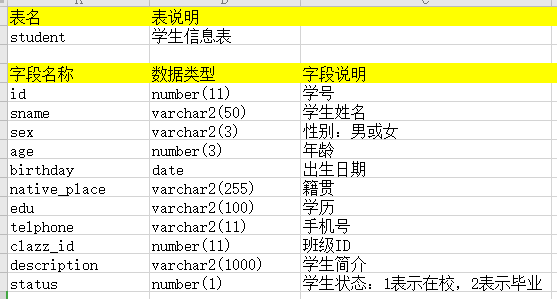 表名 表说明
student 学生信息表
字段名称 数据类型 字段说明
id number(11) 学号
sname varchar2(50) 学生姓名
sex varchar2(3) 性别：男或女
age number(3) 年龄
birthday date 出生日期
native_place varchar2(255) 籍贯
edu varchar2(100) 学历
telphone varchar2(11) 手机号
clazz_id number(11) 班级ID
description varchar2(1000) 学生简介
status number(1) 学生状态：1表示在校，2表示毕业